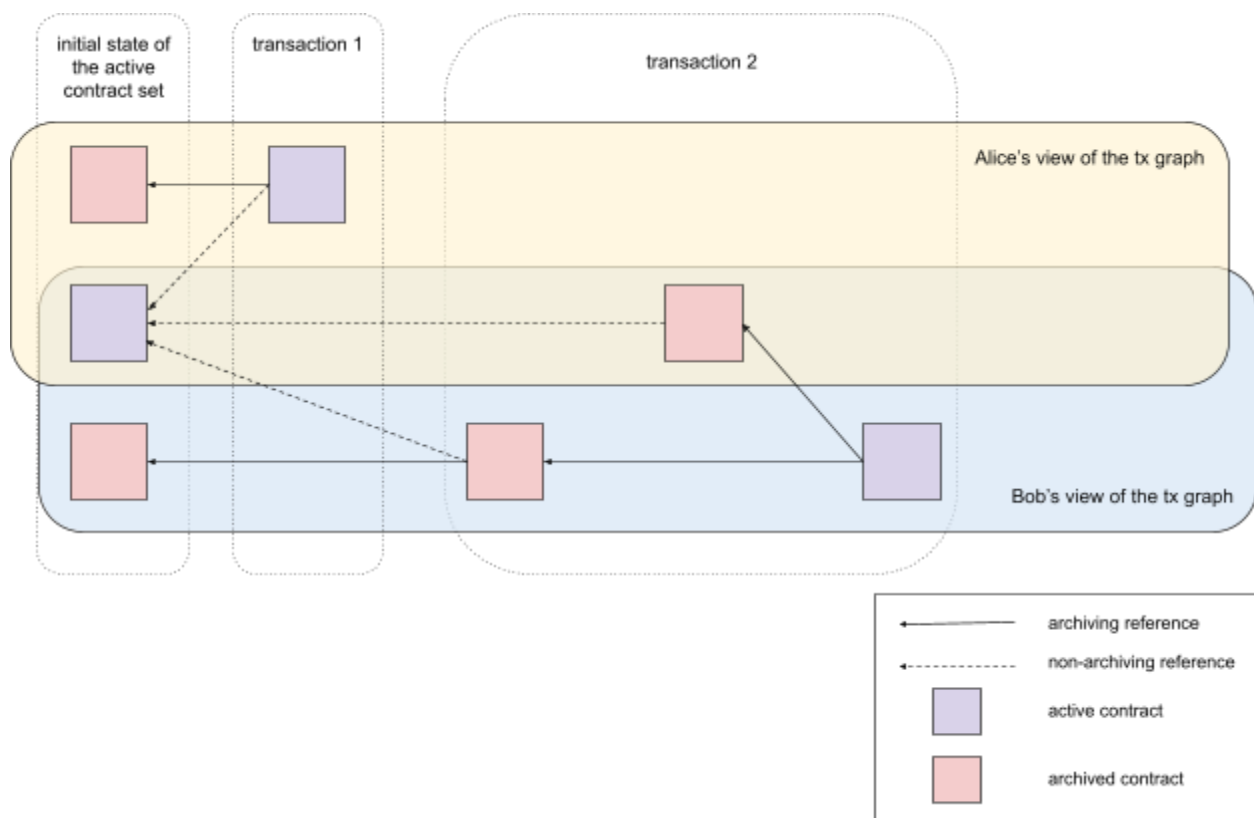 initial state of
the active
contract set
transaction 1
transaction 2
Alice's view of the tx graph
Bob's view of the tx graph
archiving reference
non-archiving reference
active contract
archived contract